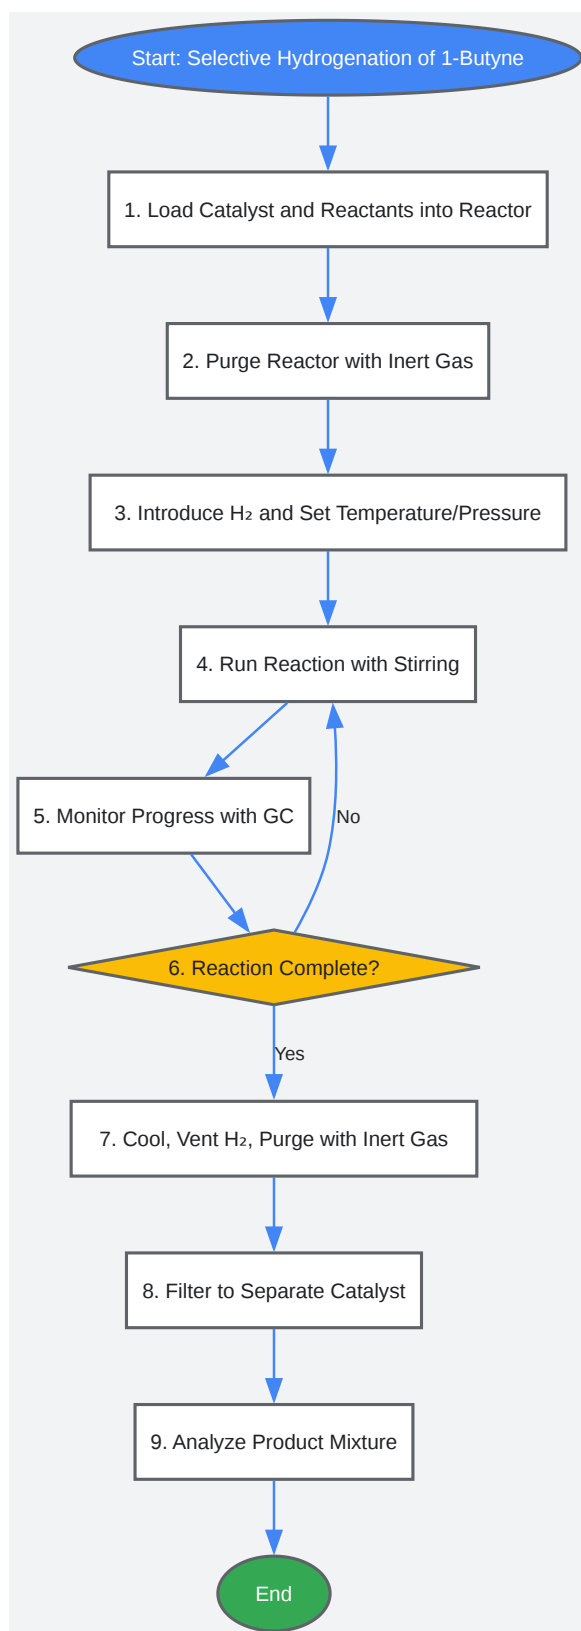 Start: Selective Hydrogenation of 1-Butyne
1. Load Catalyst and Reactants into Reactor
2. Purge Reactor with Inert Gas
3. Introduce H₂ and Set Temperature/Pressure
4. Run Reaction with Stirring
5. Monitor Progress with GC
No
6. Reaction Complete?
Yes
7. Cool, Vent H₂, Purge with Inert Gas
8. Filter to Separate Catalyst
9. Analyze Product Mixture
End